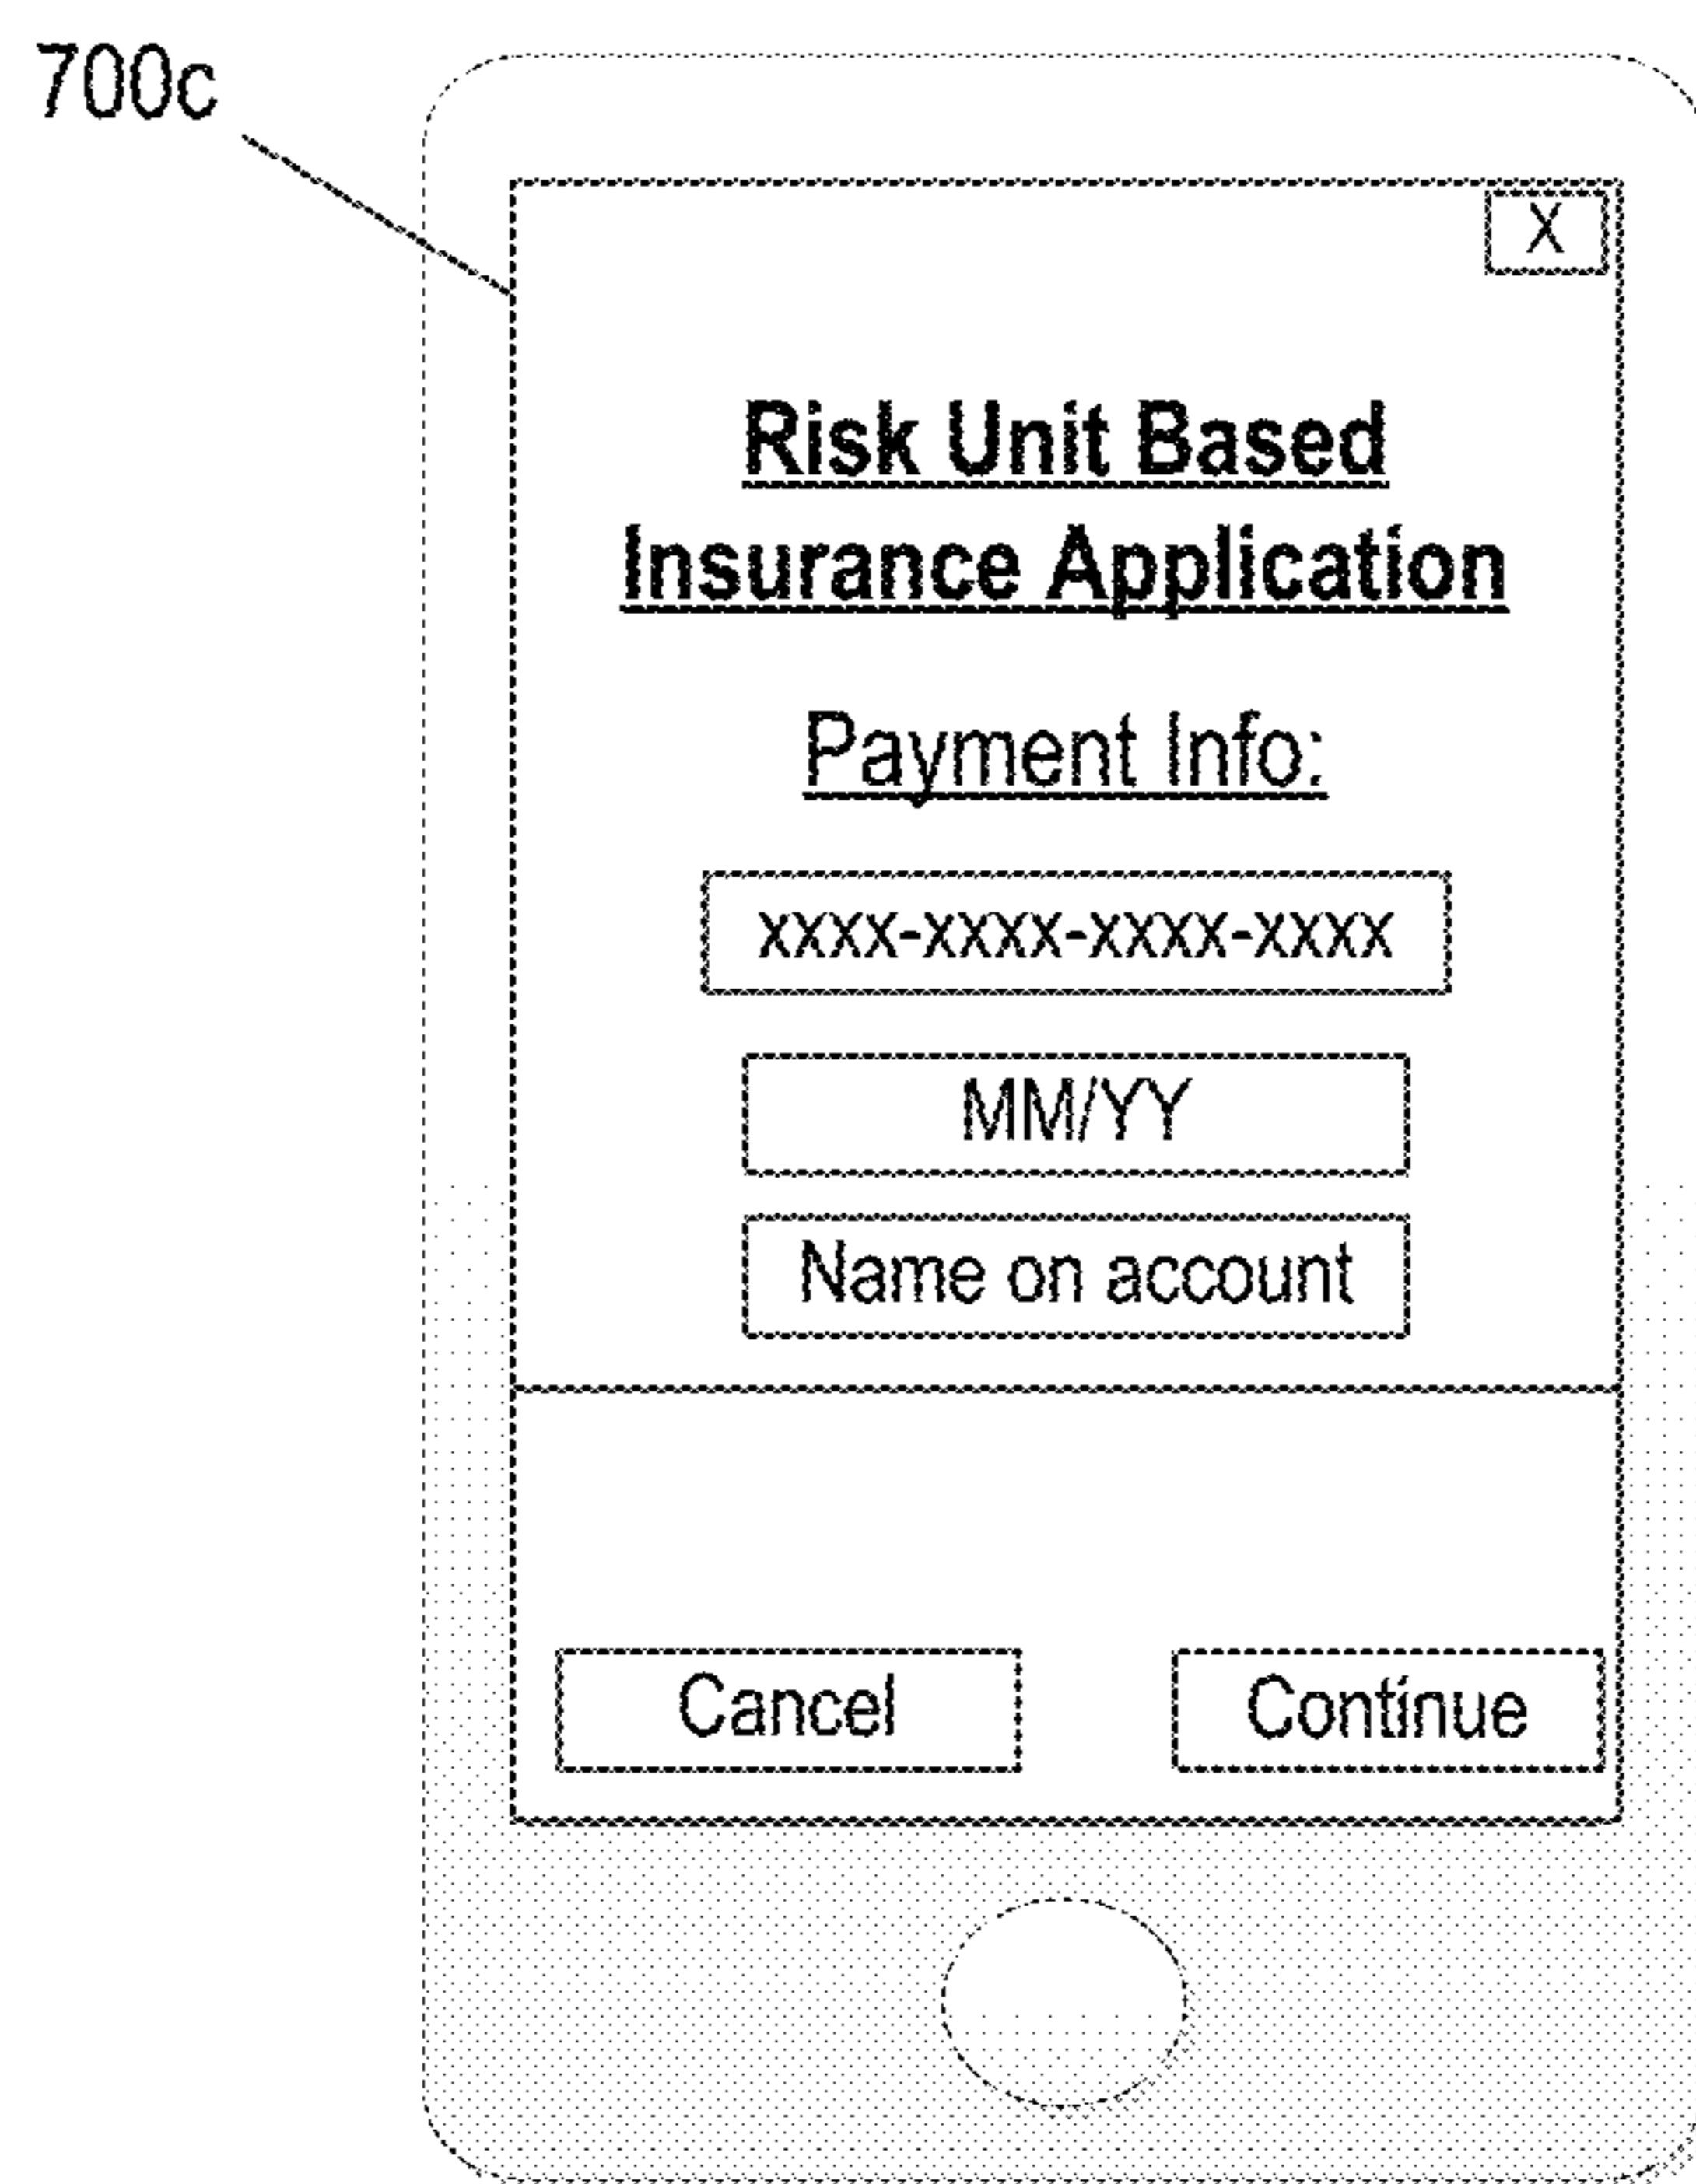 700c
X
Risk Unit Based
Insurance Application
Payment Info:
xxxx-xxxx-xxxx-xxxx
MM/YY
Name on account
Cancel Continue